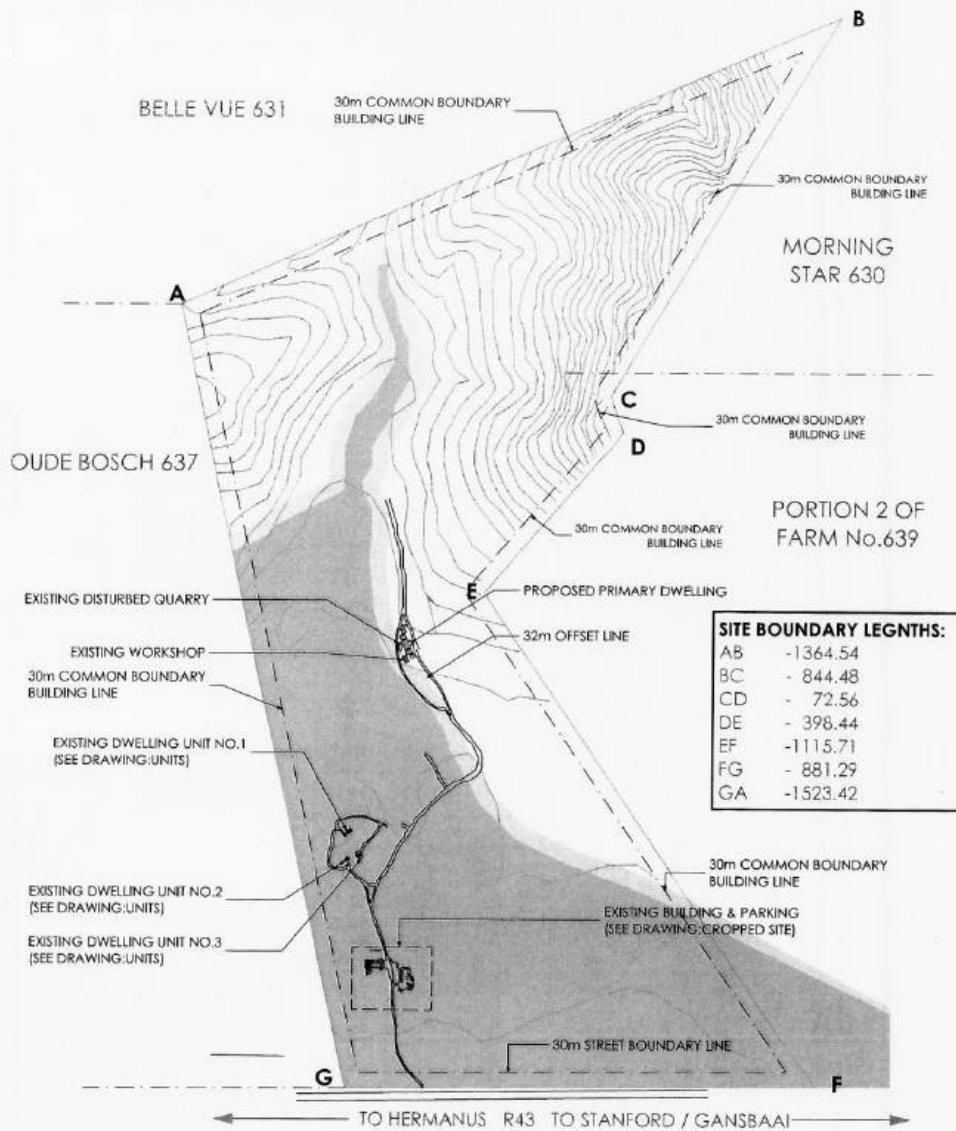 B
BELLE VUE 631
30m COMMON BOUNDARY
BUILDING LINE
30m COMMON BOUNDARY
BUILDING LINE
MORNING
STAR 630
A
C
30m COMMON BOUNDARY
BUILDING LINE
D
OUDE BOSCH 637
PORTION 2 OF
FARM No.639
30m COMMON BOUNDARY
BUILDING LINE
E
PROPOSED PRIMARY DWELLING
EXISTING DISTURBED QUARRY
32m OFFSET LINE
EXISTING WORKSHOP
30m COMMON BOUNDARY
BUILDING LINE
SITE BOUNDARY LEGNTHS:
AB -1364.54
BC - 844.48
CD - 72.56
DE - 398.44
EF -1115.71
FG - 881.29
GA -1523.42
EXISTING DWELLING UNIT NO.1
(SEE DRAWING:UNITS)
30m COMMON BOUNDARY
BUILDING LINE
EXISTING DWELLING UNIT NO.2
(SEE DRAWING:UNITS)
EXISTING BUILDING & PARKING
(SEE DRAWING:CROPPED SITE)
EXISTING DWELLING UNIT NO.3
(SEE DRAWING:UNITS)
30m STREET BOUNDARY LINE
G
F
TO HERMANUS R43 TO STANFORD / GANSBAAI